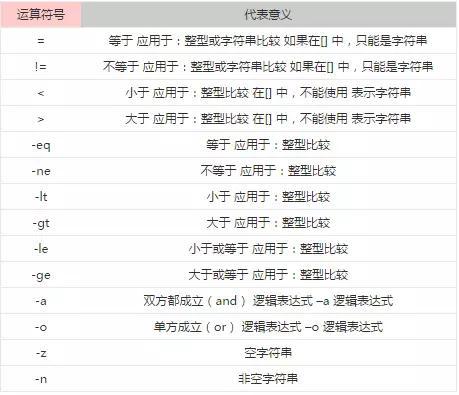 运算符号 代表意义
= 等于 应用于：整型或字符串比较 如果在[] 中，只能是字符串
!= 不等于 应用于：整型或字符串比较 如果在[] 中，只能是字符串
< 小于 应用于：整型比较 在[] 中，不能使用 表示字符串
> 大于 应用于：整型比较 在[] 中，不能使用 表示字符串
-eq 等于 应用于：整型比较
-ne 不等于 应用于：整型比较
-lt 小于 应用于：整型比较
-gt 大于 应用于：整型比较
-le 小于或等于 应用于：整型比较
-ge 大于或等于 应用于：整型比较
-a 双方都成立（and） 逻辑表达式 –a 逻辑表达式
-o 单方成立（or） 逻辑表达式 –o 逻辑表达式
-z 空字符串
-n 非空字符串